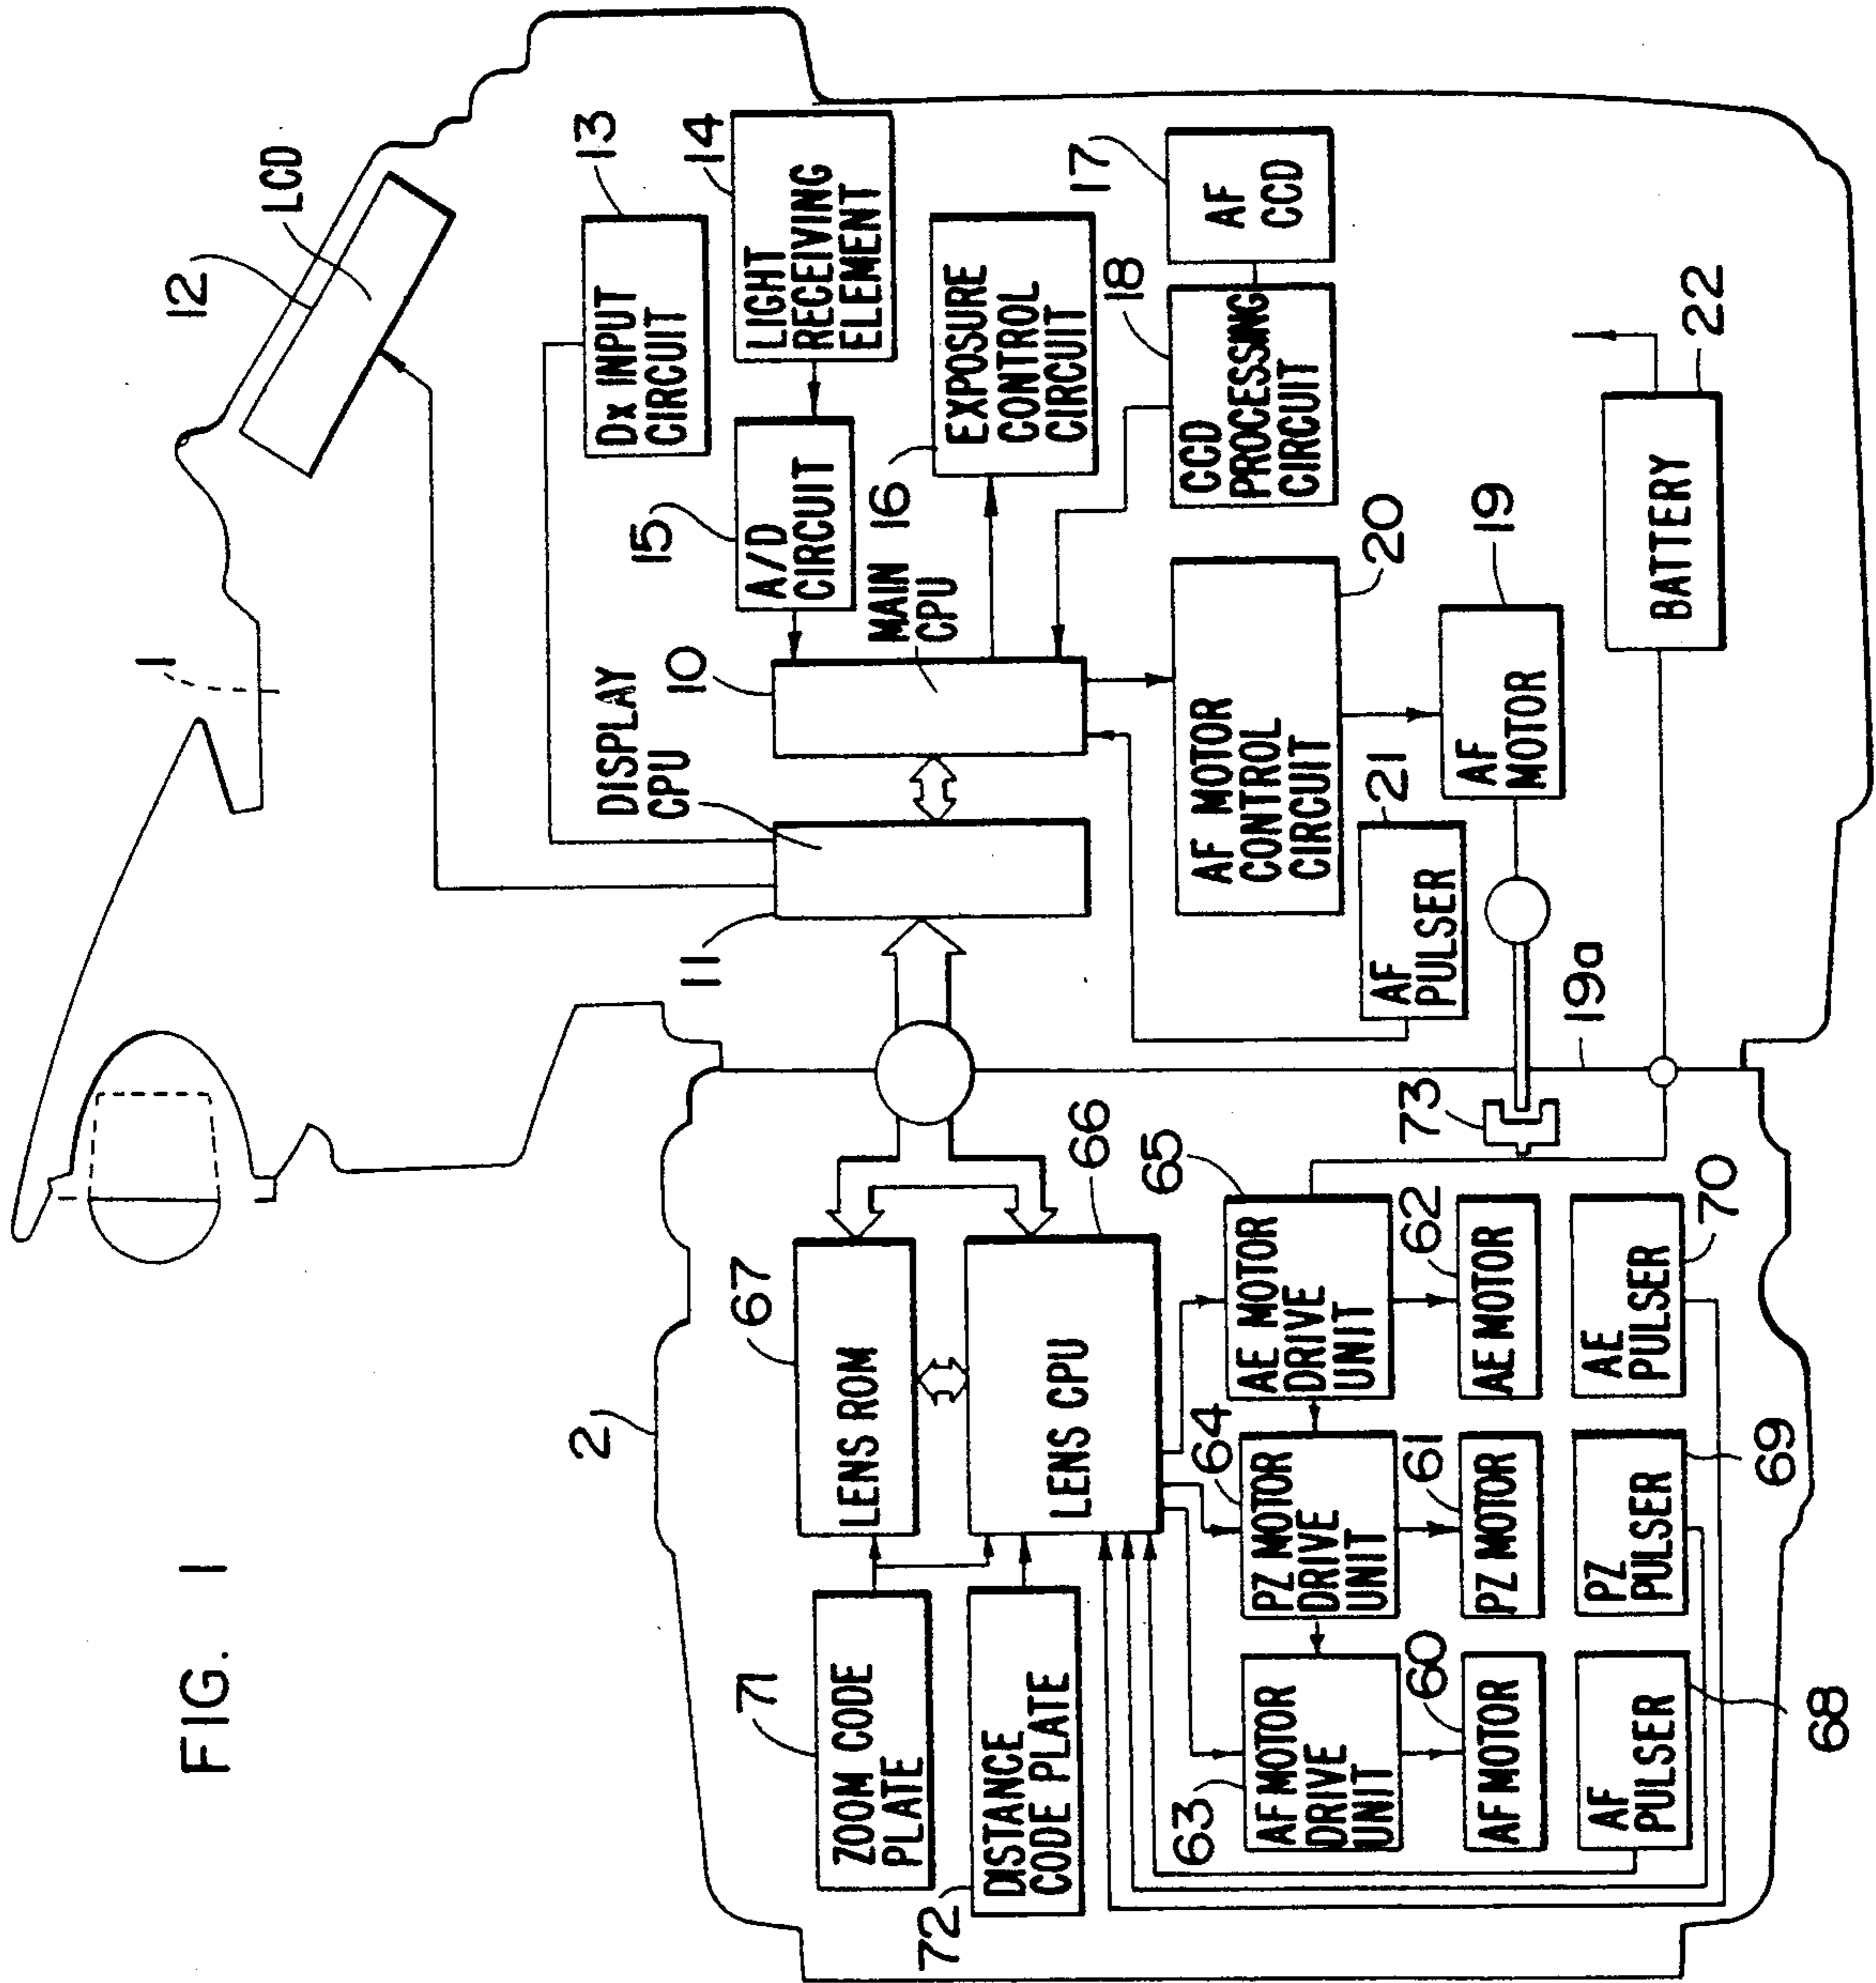 FIG. 1
1
12
LCD
13
Dx INPUT
CIRCUIT
14
LIGHT
RECEIVING
ELEMENT
15
A/D
CIRCUIT
10
MAIN
CPU
16
EXPOSURE
CONTROL
CIRCUIT
17
AF
CCD
18
CCD
PROCESSING
CIRCUIT
DISPLAY
CPU
11
20
AF MOTOR
CONTROL
CIRCUIT
19
AF
MOTOR
21
AF
PULSER
22
BATTERY
19a
73
2
67
LENS ROM
66
LENS CPU
71
ZOOM CODE
PLATE
72
DISTANCE
CODE PLATE
65
AE MOTOR
DRIVE
UNIT
64
PZ MOTOR
DRIVE
UNIT
63
AF MOTOR
DRIVE
UNIT
62
AE MOTOR
61
PZ MOTOR
60
AF MOTOR
70
AE
PULSER
69
PZ
PULSER
68
AF
PULSER